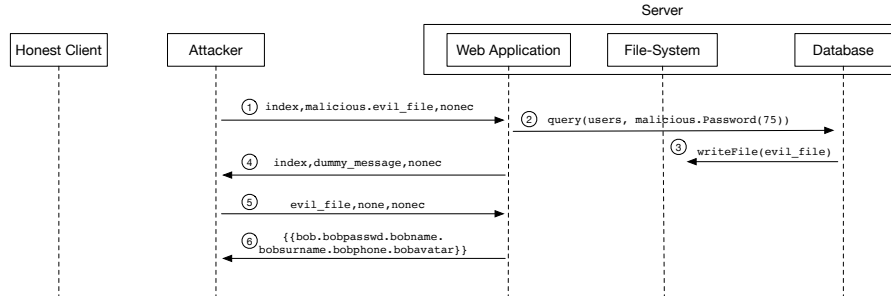 Server
Honest Client
Attacker
Web Application
File-System
Database
1 index,malicious.evil_file,nonec
2 query(users, malicious.Password(75))
3 writeFile(evil_file)
4 index,dummy_message,nonec
5 evil_file,none,nonec
6 {{bob.bobpasswd.bobname.
bobsurname.bobphone.bobavatar}}